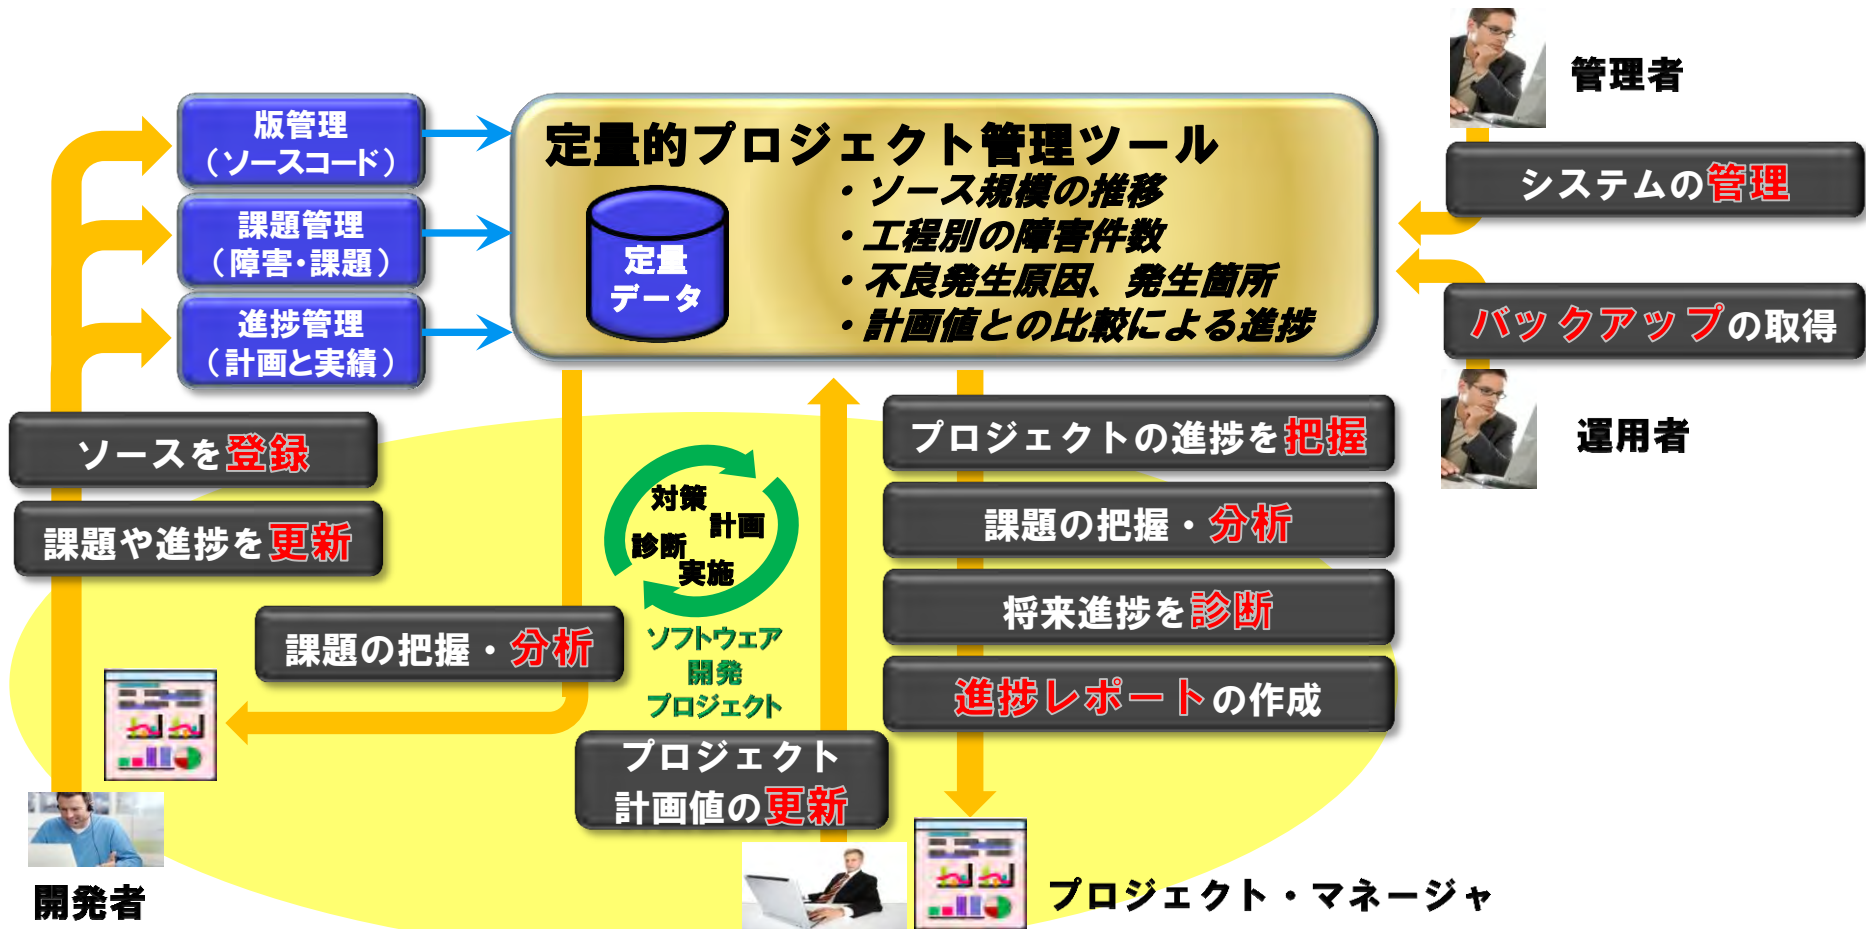 管理者
版管理
（ソースコード）
定量的プロジェクト管理ツール
・ソース規模の推移
・工程別の障害件数
・不良発生原因、発生箇所
・計画値との比較による進捗
定量
データ
システムの管理
課題管理
（障害・課題）
進捗管理
（計画と実績）
バックアップの取得
運用者
ソースを登録
課題や進捗を更新
課題の把握・分析
対策
計画
診断
実施
ソフトウェア
開発
プロジェクト
プロジェクトの進捗を把握
課題の把握・分析
将来進捗を診断
進捗レポートの作成
プロジェクト
計画値の更新
開発者
プロジェクト・マネージャ